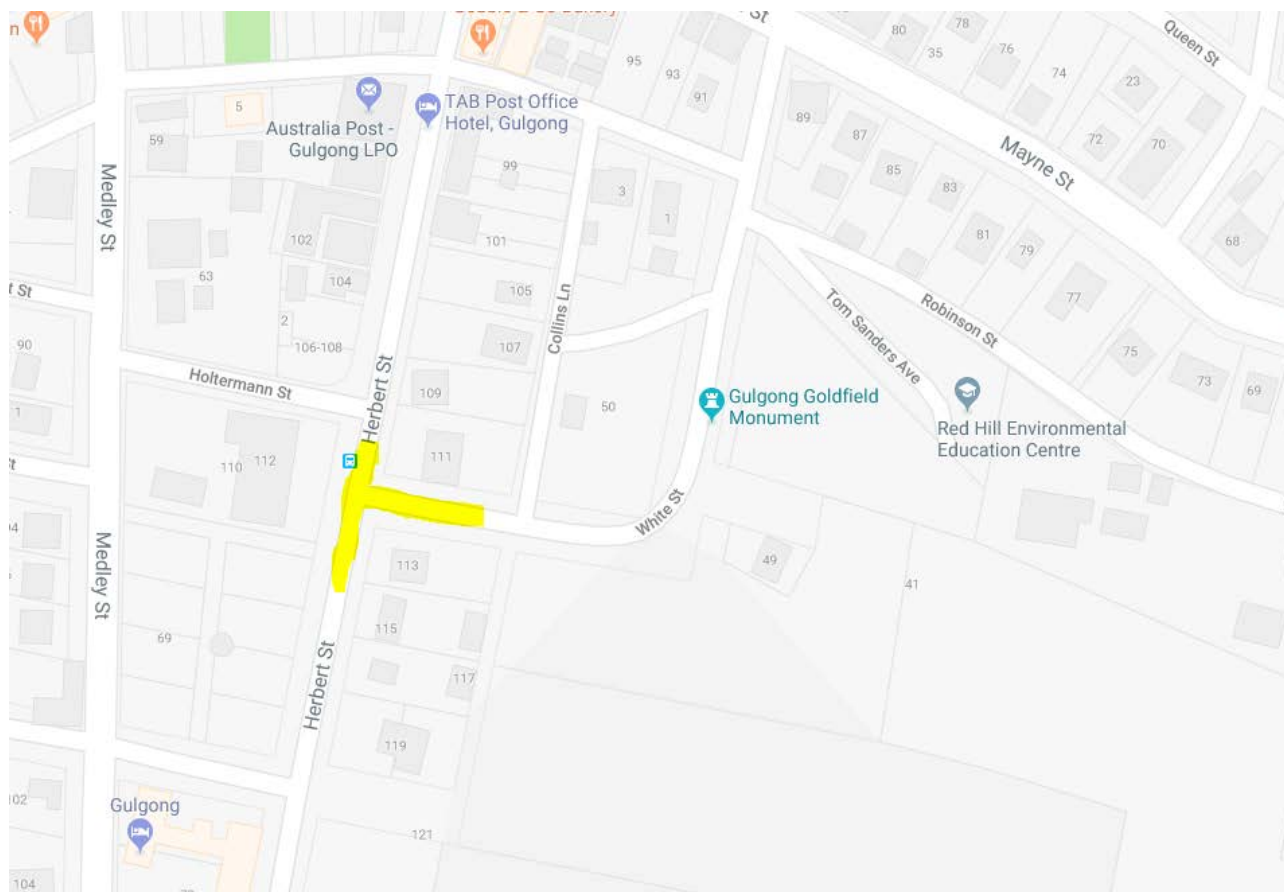 St
Queen St
78
80
35
76
74
95
93
91
23
72
70
5
Australia Post -
Gulgong LPO
TAB Post Office
Hotel, Gulgong
59
89
87
85
83
81
79
77
75
73
69
68
Mayne St
Medley St
99
3
1
102
101
63
104
105
2
106-108
107
Collins Ln
Robinson St
Tom Sanders Ave
St
90
Holtermann St
Herbert St
109
50
Gulgong Goldfield
Monument
Red Hill Environmental
Education Centre
1
110
112
111
White St
Medley St
113
49
41
115
69
117
Herbert St
119
102
Gulgong
121
104